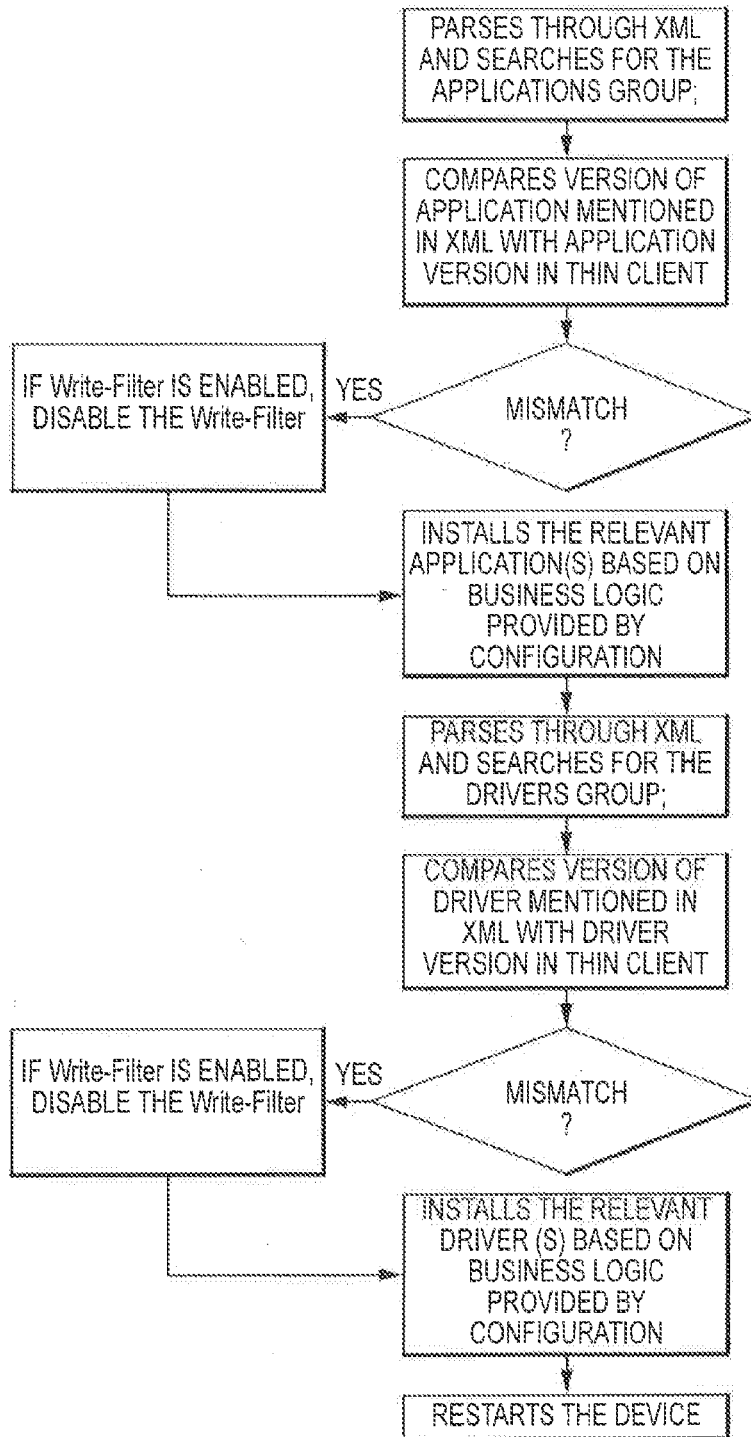 PARSES THROUGH XML
AND SEARCHES FOR THE
APPLICATIONS GROUP;
COMPARES VERSION OF
APPLICATION MENTIONED
IN XML WITH APPLICATION
VERSION IN THIN CLIENT
MISMATCH
?
YES
IF Write-Filter IS ENABLED,
DISABLE THE Write-Filter
INSTALLS THE RELEVANT
APPLICATION(S) BASED ON
BUSINESS LOGIC
PROVIDED BY
CONFIGURATION
PARSES THROUGH XML
AND SEARCHES FOR THE
DRIVERS GROUP;
COMPARES VERSION OF
DRIVER MENTIONED IN
XML WITH DRIVER
VERSION IN THIN CLIENT
MISMATCH
?
YES
IF Write-Filter IS ENABLED,
DISABLE THE Write-Filter
INSTALLS THE RELEVANT
DRIVER (S) BASED ON
BUSINESS LOGIC
PROVIDED BY
CONFIGURATION
RESTARTS THE DEVICE